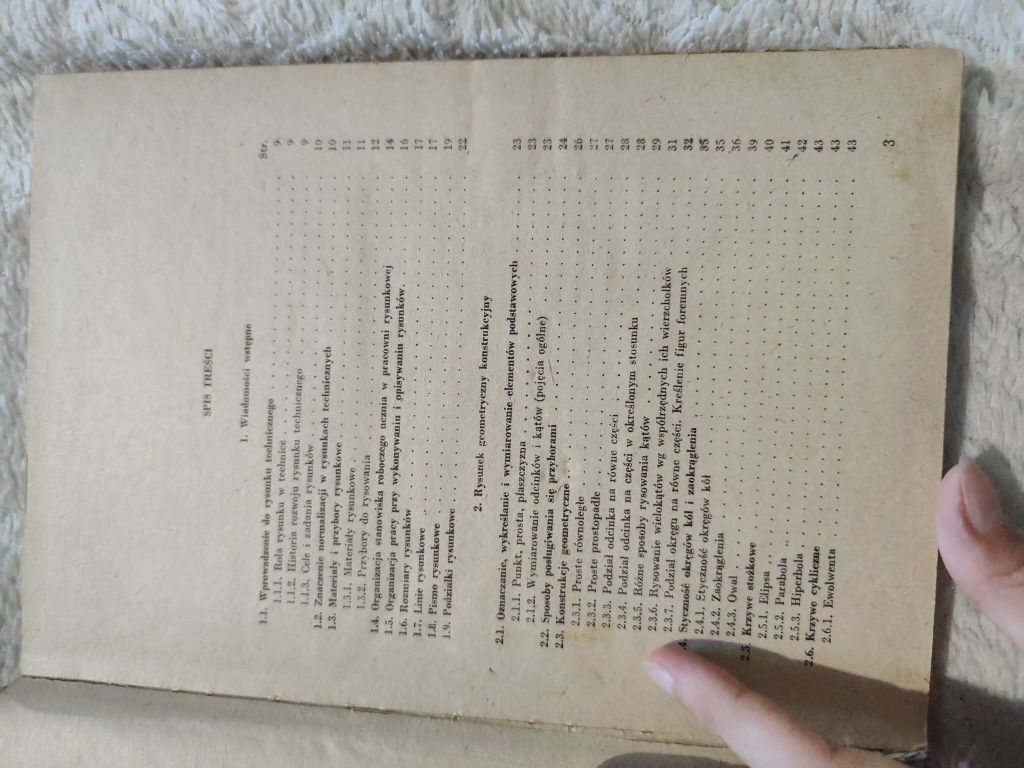 SPIS TREŚCI
Str.
1. Wiadomości wstępne
1.1. Wprowadzenie do rysunku technicznego . . . 9
1.1.1. Rola rysunku w technice . . . 9
1.1.2. Historia rozwoju rysunku technicznego . . . 9
1.1.3. Cele i zadania rysunków . . . 10
1.2. Znaczenie normalizacji w rysunkach technicznych . . . 10
1.3. Materiały i przybory rysunkowe . . . 11
1.3.1. Materiały rysunkowe . . . 11
1.3.2. Przybory do rysowania . . . 12
1.4. Organizacja stanowiska roboczego ucznia w pracowni rysunkowej . . . 14
1.5. Organizacja pracy przy wykonywaniu i opisywaniu rysunków . . . 16
1.6. Rozmiary rysunków . . . 17
1.7. Linie rysunkowe . . . 17
1.8. Pismo rysunkowe . . . 19
1.9. Podziałki rysunkowe . . . 22
2. Rysunek geometryczny konstrukcyjny
2.1. Oznaczanie, wykreślanie i wymiarowanie elementów podstawowych . . . 23
2.1.1. Punkt, prosta, płaszczyzna . . . 23
2.1.2. Wymiarowanie odcinków i kątów (pojęcia ogólne) . . . 23
2.2. Sposoby posługiwania się przyborami . . . 24
2.3. Konstrukcje geometryczne . . . 26
2.3.1. Proste równoległe . . . 27
2.3.2. Proste prostopadłe . . . 27
2.3.3. Podział odcinka na równe części . . . 28
2.3.4. Podział odcinka na części w określonym stosunku . . . 28
2.3.5. Różne sposoby rysowania kątów . . . 29
2.3.6. Rysowanie wielokątów wg współrzędnych ich wierzchołków . . . 31
2.3.7. Podział okręgu na równe części. Kreślenie figur foremnych . . . 32
.4. Styczność okręgów kół i zaokrąglenia . . . 35
2.4.1. Styczność okręgów kół . . . 35
2.4.2. Zaokrąglenia . . . 36
2.4.3. Owal . . . 39
2.5. Krzywe stożkowe . . . 40
2.5.1. Elipsa . . . 41
2.5.2. Parabola . . . 42
2.5.3. Hiperbola . . . 43
2.6. Krzywe cykliczne . . . 43
2.6.1. Ewolwenta . . . 43
3